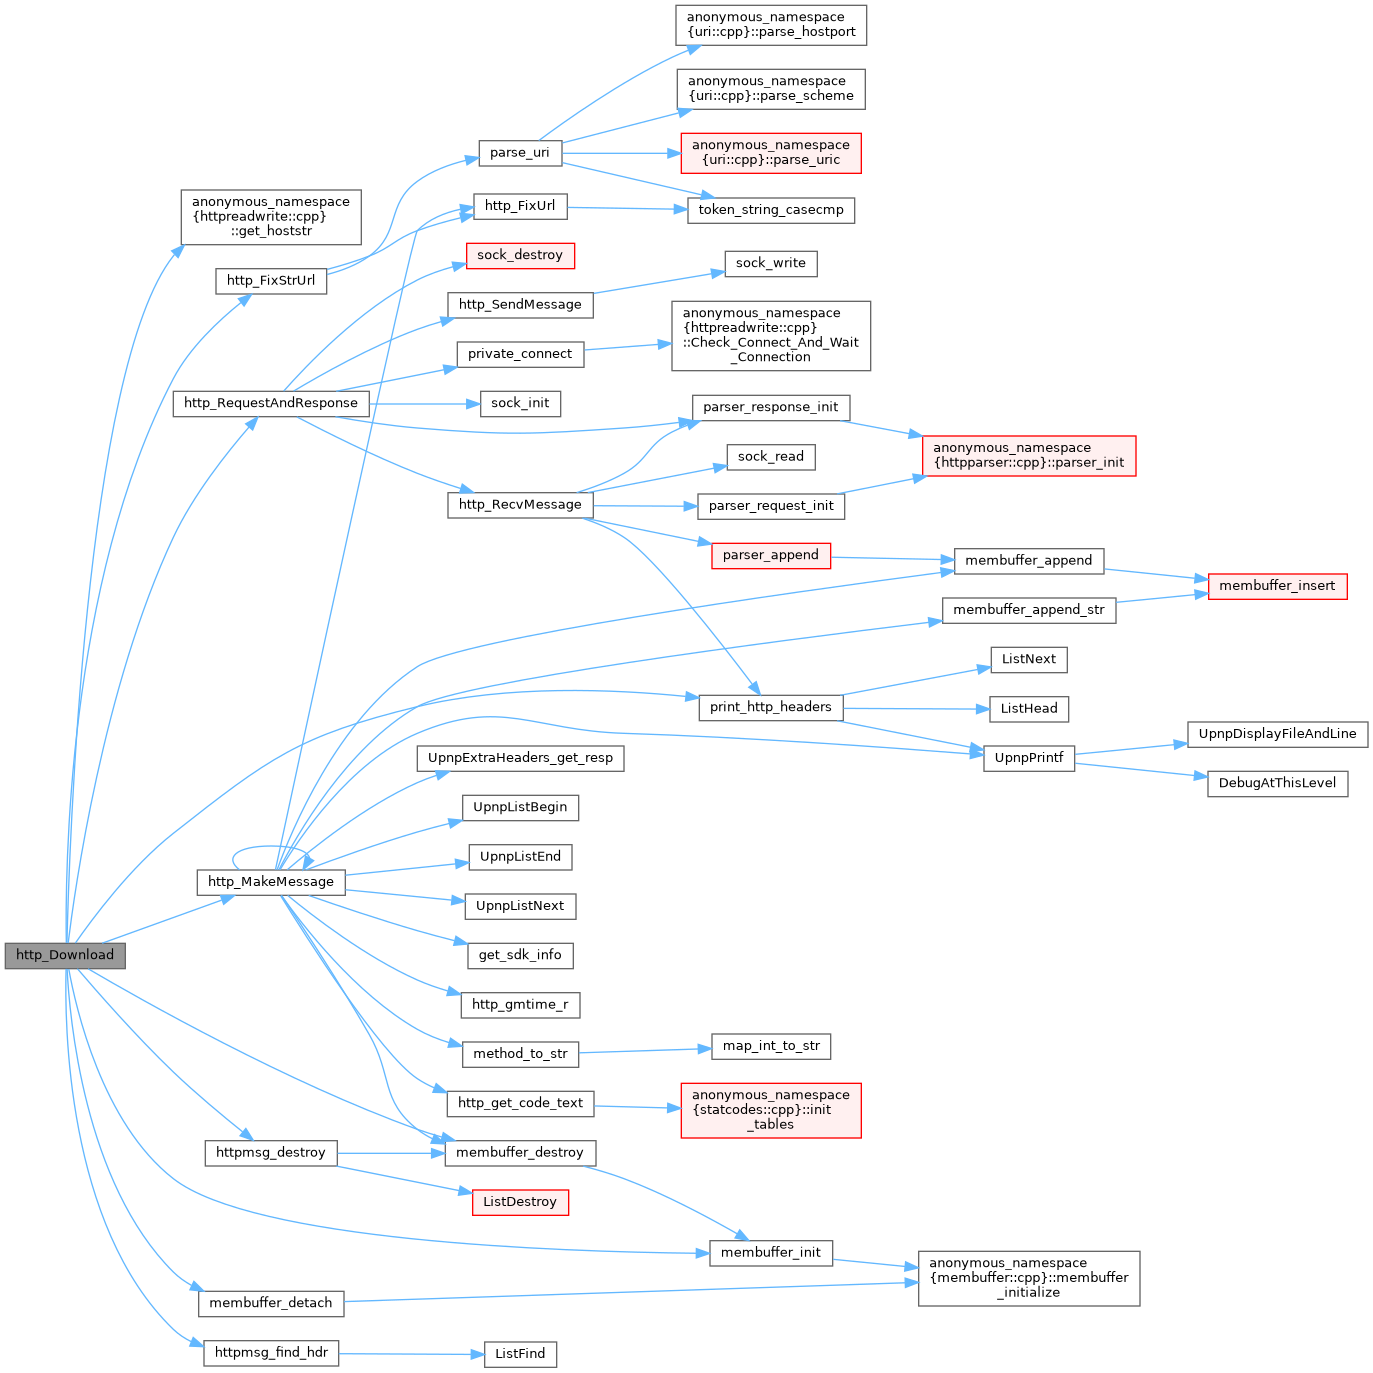 anonymous_namespace
{uri::cpp}::parse_hostport
anonymous_namespace
{uri::cpp}::parse_scheme
parse_uri
anonymous_namespace
{uri::cpp}::parse_uric
anonymous_namespace
{httpreadwrite::cpp}
::get_hoststr
http_FixUrl
token_string_casecmp
http_FixStrUrl
sock_destroy
sock_write
http_SendMessage
anonymous_namespace
{httpreadwrite::cpp}
::Check_Connect_And_Wait
_Connection
private_connect
http_RequestAndResponse
sock_init
parser_response_init
anonymous_namespace
{httpparser::cpp}::parser_init
sock_read
http_RecvMessage
parser_request_init
parser_append
membuffer_append
membuffer_insert
membuffer_append_str
ListNext
print_http_headers
ListHead
UpnpDisplayFileAndLine
UpnpPrintf
DebugAtThisLevel
UpnpExtraHeaders_get_resp
UpnpListBegin
UpnpListEnd
http_MakeMessage
UpnpListNext
http_Download
get_sdk_info
http_gmtime_r
method_to_str
map_int_to_str
http_get_code_text
anonymous_namespace
{statcodes::cpp}::init
_tables
httpmsg_destroy
membuffer_destroy
ListDestroy
membuffer_init
anonymous_namespace
{membuffer::cpp}::membuffer
_initialize
membuffer_detach
httpmsg_find_hdr
ListFind